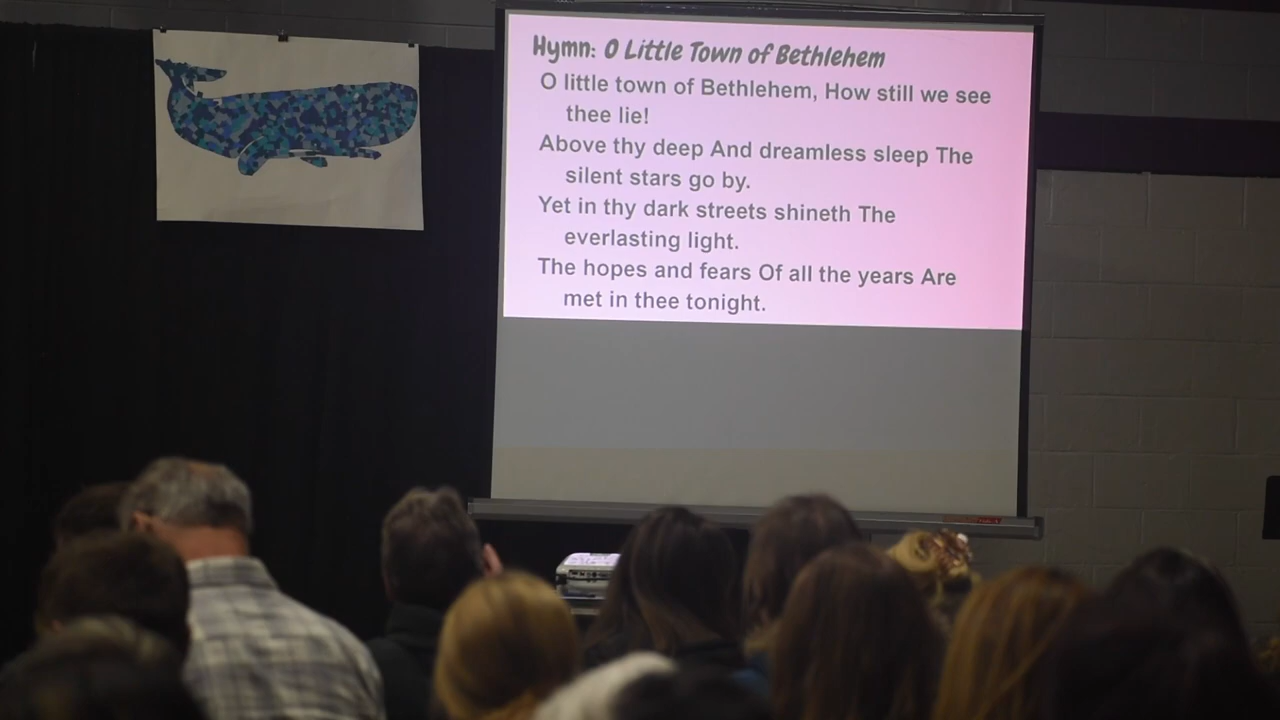 Hymn: O Little Town of Bethlehem
O little town of Bethlehem, How still we see
thee lie!
Above thy deep And dreamless sleep The
silent stars go by.
Yet in thy dark streets shineth The
everlasting light.
The hopes and fears Of all the years Are
met in thee tonight.